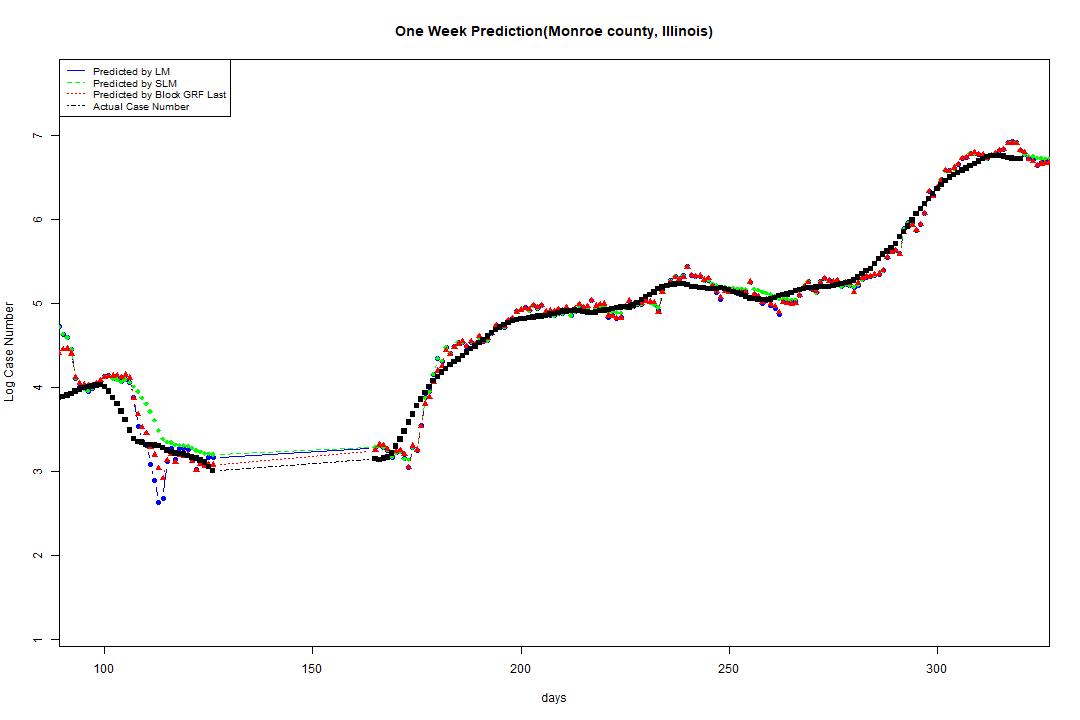 One Week Prediction(Monroe county, Illinois)
Predicted by LM
Predicted by SLM
Predicted by Block GRF Last
Actual Case Number
7
6
5
4
3
2
1
Log Case Number
100 150 200 250 300
days